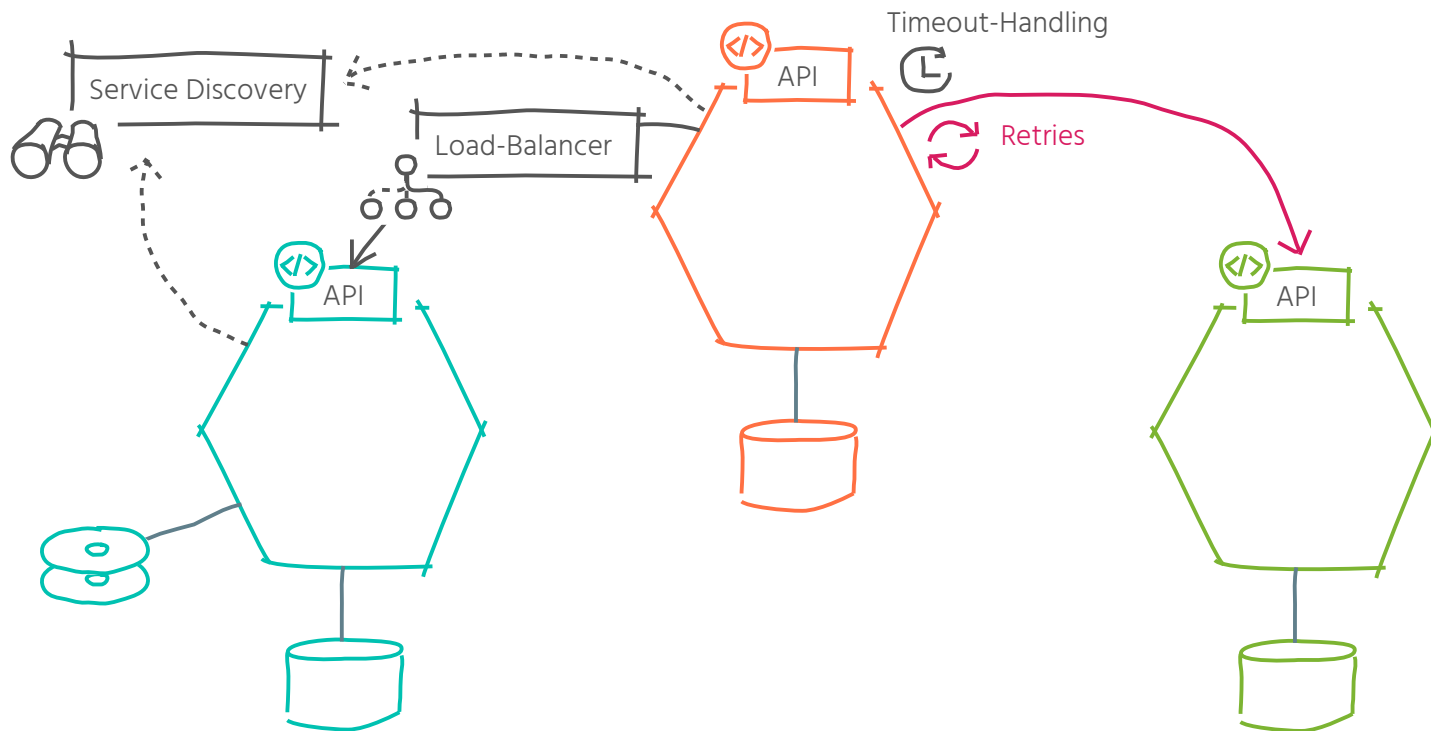 Timeout-Handling
API
Service Discovery
Load-Balancer
Retries
API
API